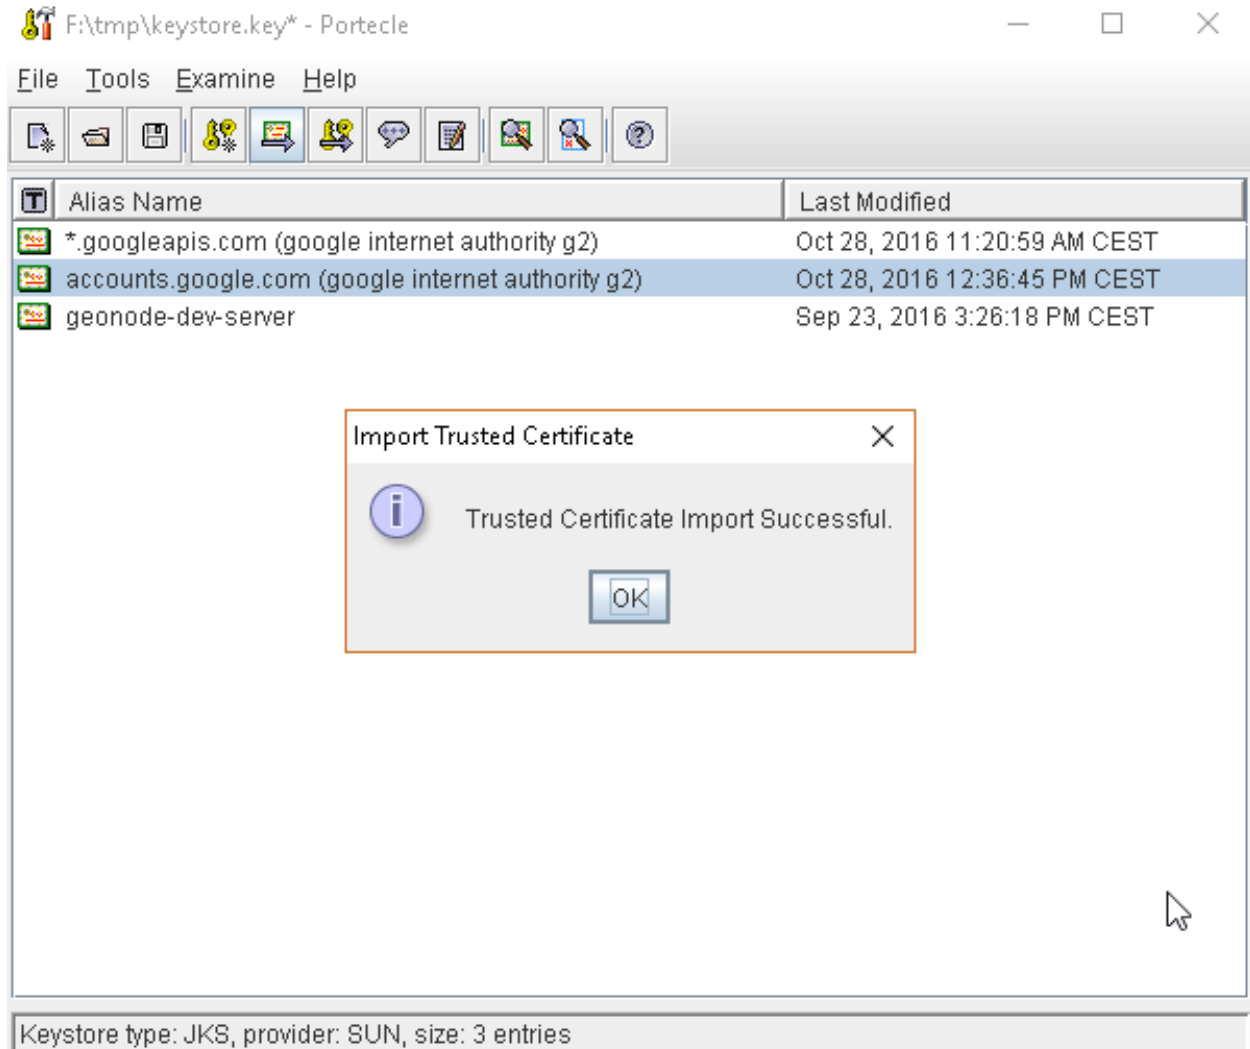 F:\tmp\keystore.key* - Portecle
File Tools Examine Help
T Alias Name Last Modified
*.googleapis.com (google internet authority g2) Oct 28, 2016 11:20:59 AM CEST
accounts.google.com (google internet authority g2) Oct 28, 2016 12:36:45 PM CEST
geonode-dev-server Sep 23, 2016 3:26:18 PM CEST
Import Trusted Certificate
Trusted Certificate Import Successful.
OK
Keystore type: JKS, provider: SUN, size: 3 entries